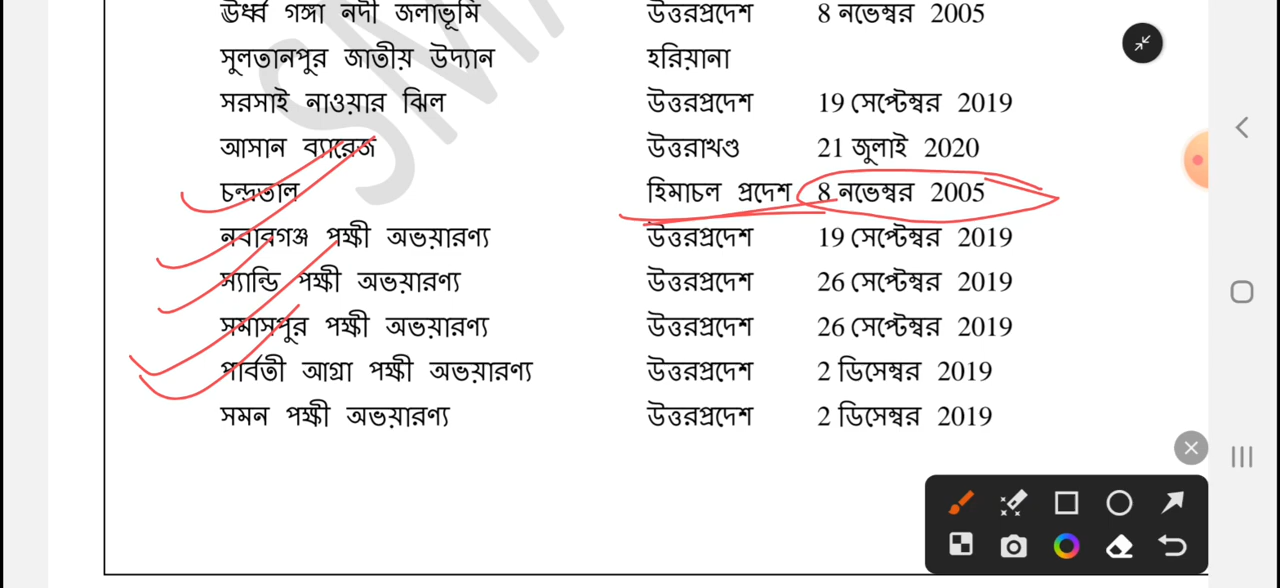 ঊর্ধ্ব গঙ্গা নদী জলাভূমি উত্তরপ্রদেশ 8 নভেম্বর 2005
সুলতানপুর জাতীয় উদ্যান হরিয়ানা
সরসাই নাওয়ার ঝিল উত্তরপ্রদেশ 19 সেপ্টেম্বর 2019
আসান ব্যারেজ উত্তরাখণ্ড 21 জুলাই 2020
চন্দ্রতাল হিমাচল প্রদেশ 8 নভেম্বর 2005
নবাবগঞ্জ পক্ষী অভয়ারণ্য উত্তরপ্রদেশ 19 সেপ্টেম্বর 2019
স্যান্ডি পক্ষী অভয়ারণ্য উত্তরপ্রদেশ 26 সেপ্টেম্বর 2019
সমাসপুর পক্ষী অভয়ারণ্য উত্তরপ্রদেশ 26 সেপ্টেম্বর 2019
পার্বতী আগ্রা পক্ষী অভয়ারণ্য উত্তরপ্রদেশ 2 ডিসেম্বর 2019
সমন পক্ষী অভয়ারণ্য উত্তরপ্রদেশ 2 ডিসেম্বর 2019